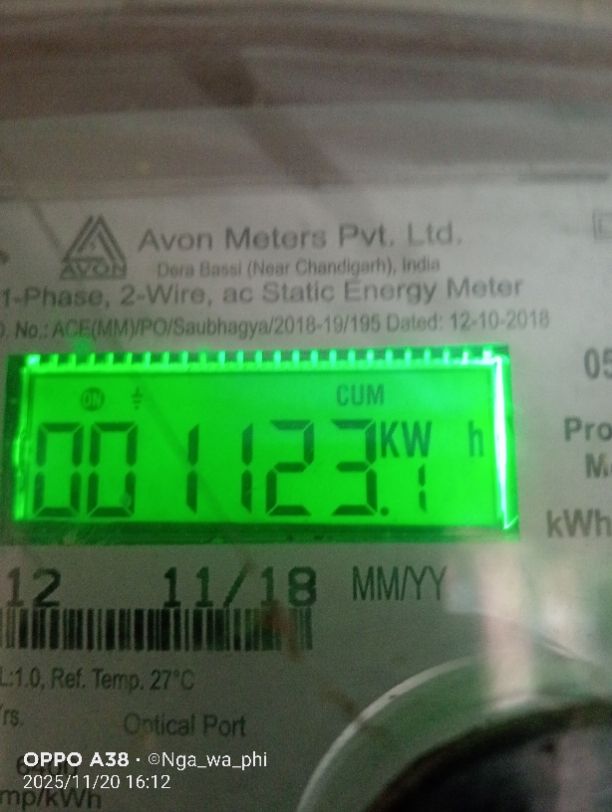 Avon Meters Pvt. Ltd.
AVON
Dera Bassi (Near Chandigarh), India
1-Phase, 2-Wire, ac Static Energy Meter
No.: ACE(MM)/PO/Saubhagya/2018-19/195 Dated: 12-10-2018
05
ON CUM
001123.1 KW h
Pro
kWh
12 11/18 MM/YY
L:1.0, Ref. Temp. 27°C
rs.
Optical Port
mp/kWh
OPPO A38 · ©Nga_wa_phi
2025/11/20 16:12